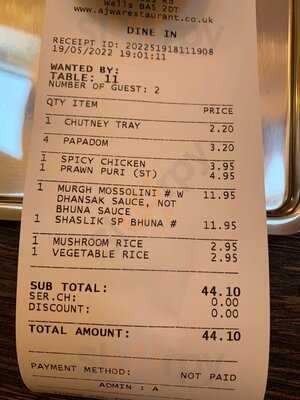 Wells BA5 2DT
www.ajwarestaurant.co.uk
DINE IN
RECEIPT ID: 202251918111908
19/05/2022 19:01:11
WANTED BY:
TABLE: 11
NUMBER OF GUEST: 2
QTY ITEM PRICE
1 CHUTNEY TRAY 2.20
4 PAPADOM 3.20
1 SPICY CHICKEN 3.95
1 PRAWN PURI (ST) 4.95
1 MURGH MOSSOLINI # W 11.95
DHANSAK SAUCE, NOT
BHUNA SAUCE
1 SHASLIK SP BHUNA # 11.95
1 MUSHROOM RICE 2.95
1 VEGETABLE RICE 2.95
SUB TOTAL: 44.10
SER.CH: 0.00
DISCOUNT: 0.00
TOTAL AMOUNT: 44.10
PAYMENT METHOD: NOT PAID
ADMIN : A